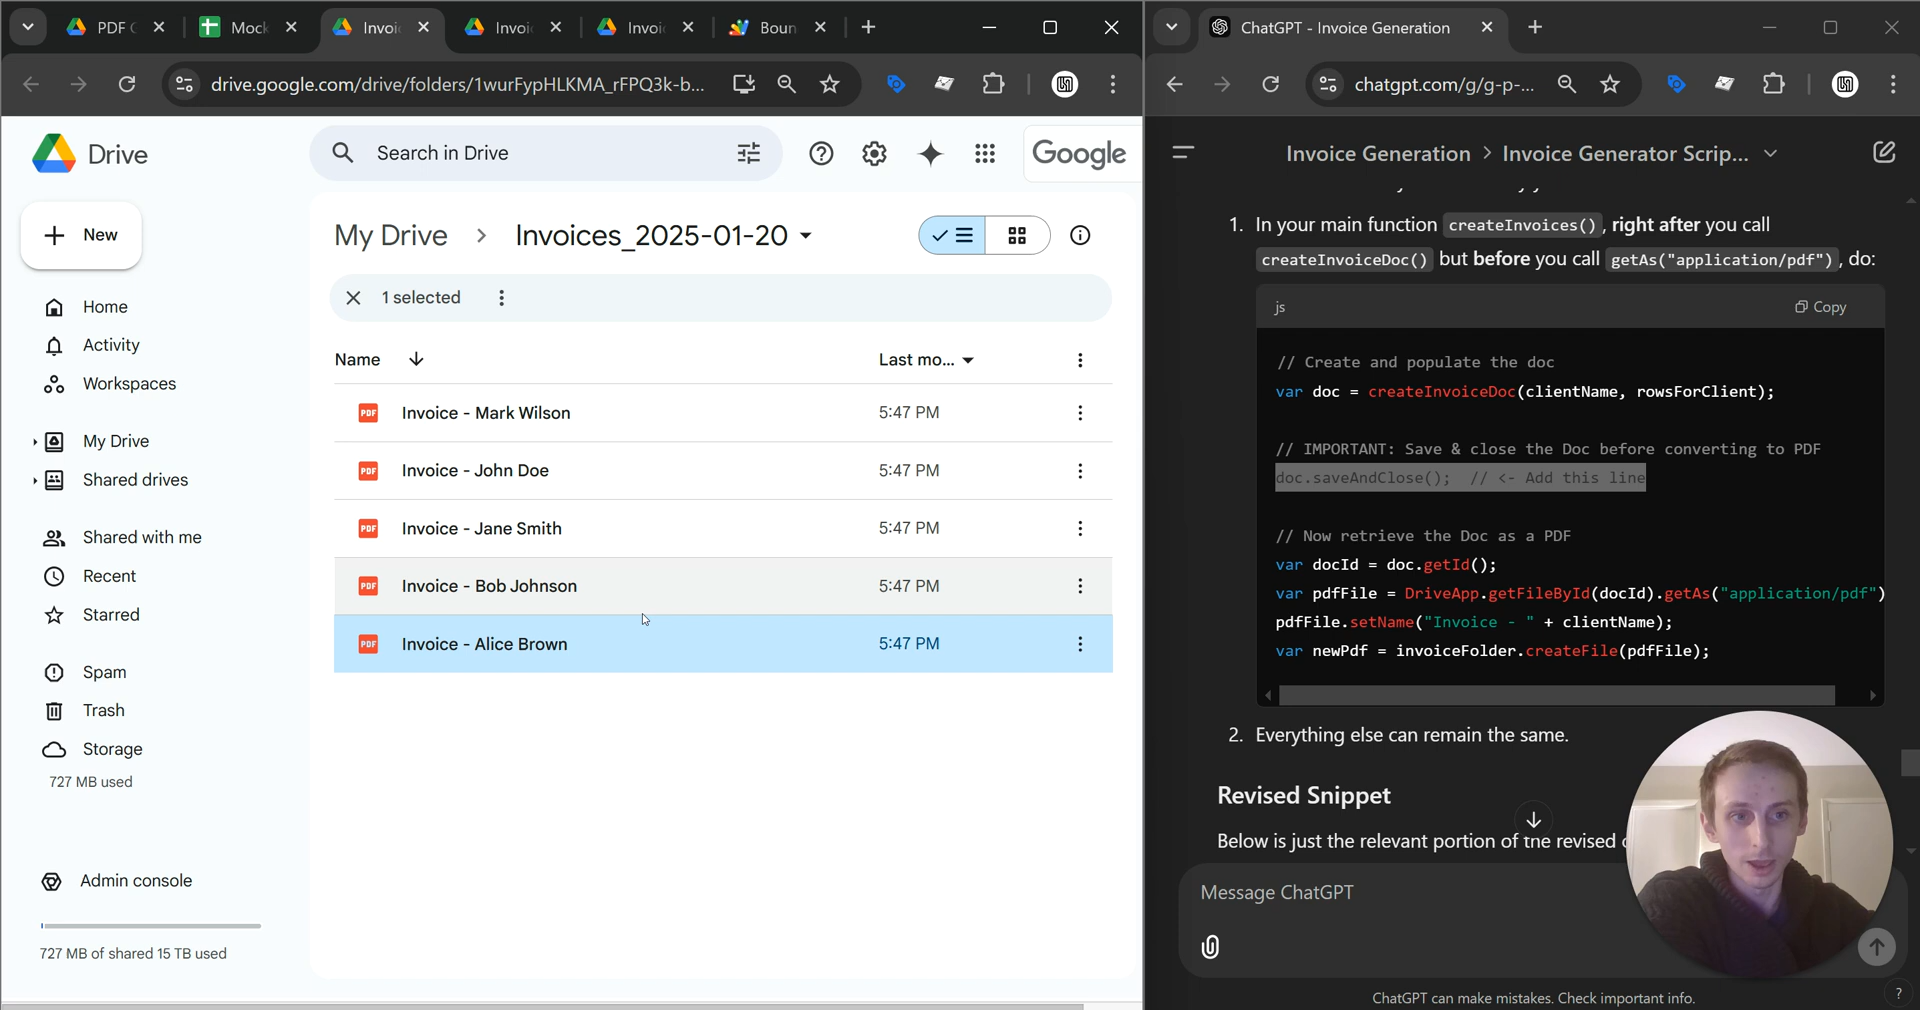 PDF
Mock
Invoi
Invoi
Invoi
Boun
drive.google.com/drive/folders/1wurFypHLKMA_rFPQ3k-b...
Drive
Search in Drive
Google
New
Home
Activity
Workspaces
My Drive
Shared drives
Shared with me
Recent
Starred
Spam
Trash
Storage
727 MB used
Admin console
727 MB of shared 15 TB used
My Drive > Invoices_2025-01-20
1 selected
Name
Last mo...
PDF Invoice - Mark Wilson 5:47 PM
PDF Invoice - John Doe 5:47 PM
PDF Invoice - Jane Smith 5:47 PM
PDF Invoice - Bob Johnson 5:47 PM
PDF Invoice - Alice Brown 5:47 PM
ChatGPT - Invoice Generation
chatgpt.com/g/g-p-...
Invoice Generation > Invoice Generator Scrip...
1. In your main function createInvoices(), right after you call
createInvoiceDoc() but before you call getAs("application/pdf"), do:
js
Copy
// Create and populate the doc
var doc = createInvoiceDoc(clientName, rowsForClient);
// IMPORTANT: Save & close the Doc before converting to PDF
doc.saveAndClose(); // <- Add this line
// Now retrieve the Doc as a PDF
var docId = doc.getId();
var pdfFile = DriveApp.getFileById(docId).getAs("application/pdf")
pdfFile.setName("Invoice - " + clientName);
var newPdf = invoiceFolder.createFile(pdfFile);
2. Everything else can remain the same.
Revised Snippet
Below is just the relevant portion of the revised
Message ChatGPT
ChatGPT can make mistakes. Check important info.
?